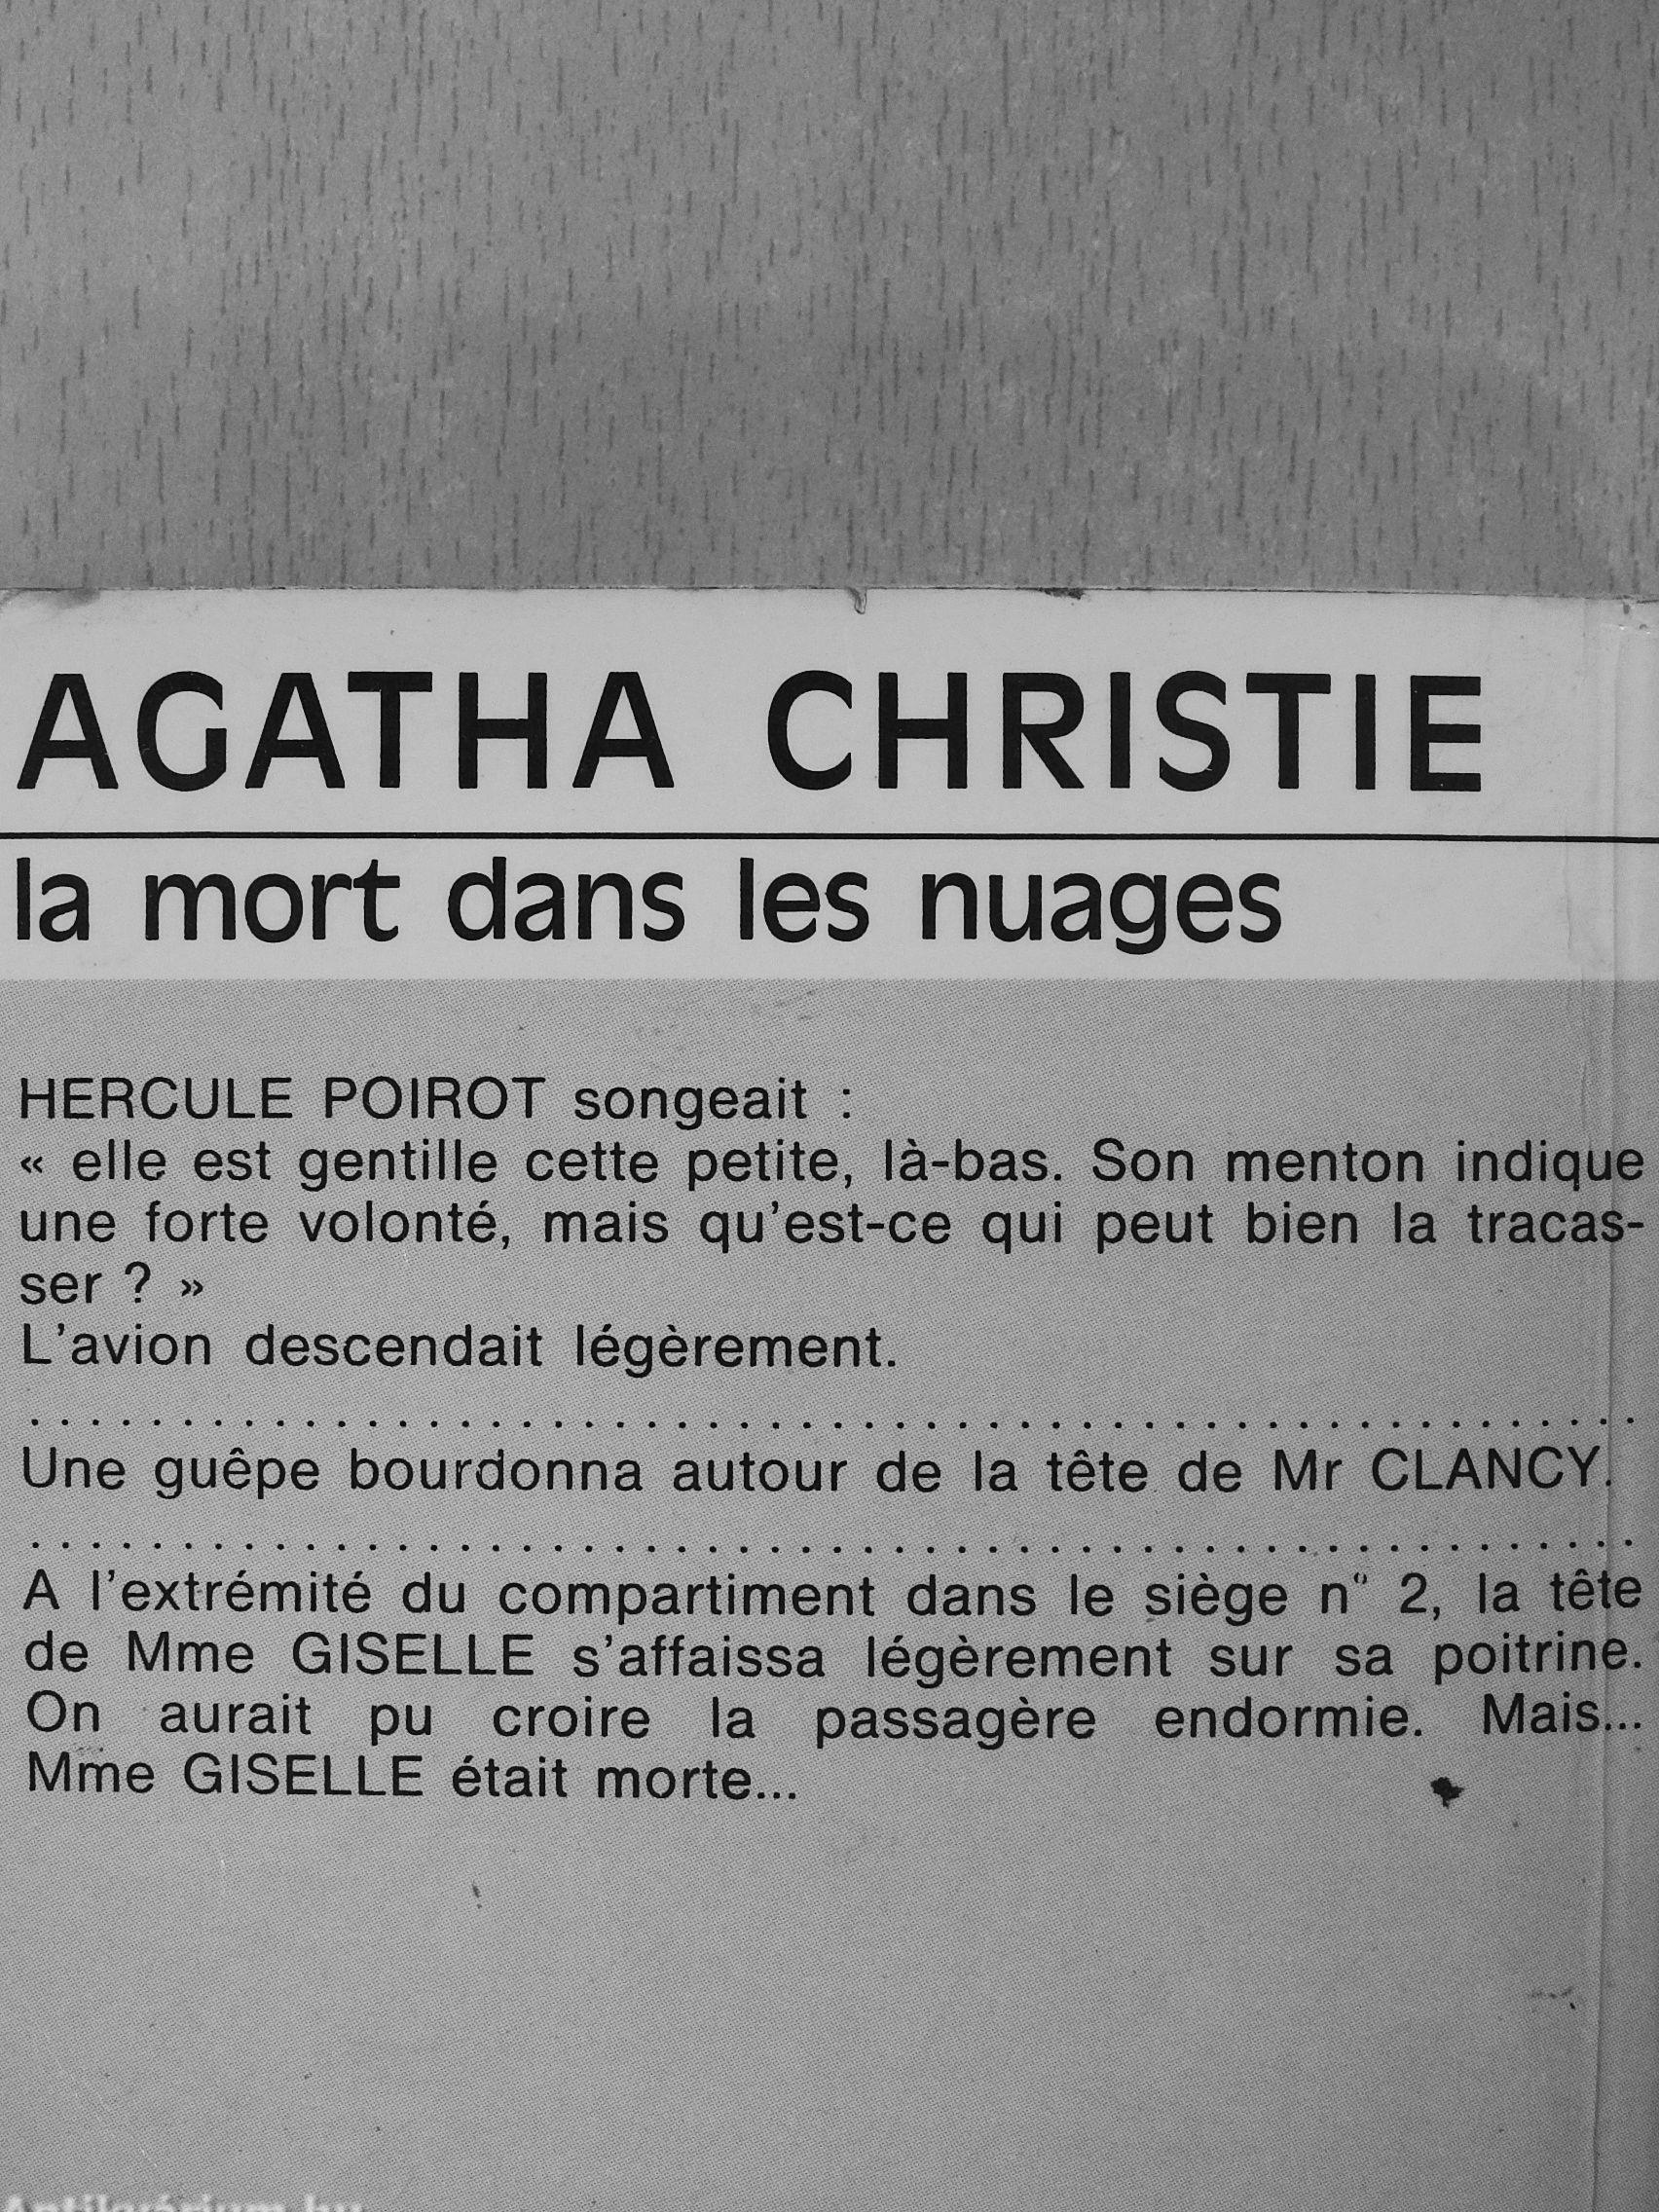 AGATHA CHRISTIE
la mort dans les nuages
HERCULE POIROT songeait :
« elle est gentille cette petite, là-bas. Son menton indique
une forte volonté, mais qu'est-ce qui peut bien la tracas-
ser ? »
L'avion descendait légèrement.
. . . . . . . . . . . . . . . . . . . . . . . . . . . . . . . . . . . . . . . . . . . . . . . . . . . . .
Une guêpe bourdonna autour de la tête de Mr CLANCY.
. . . . . . . . . . . . . . . . . . . . . . . . . . . . . . . . . . . . . . . . . . . . . . . . . . . . .
A l'extrémité du compartiment dans le siège n° 2, la tête
de Mme GISELLE s'affaissa légèrement sur sa poitrine.
On aurait pu croire la passagère endormie. Mais...
Mme GISELLE était morte...